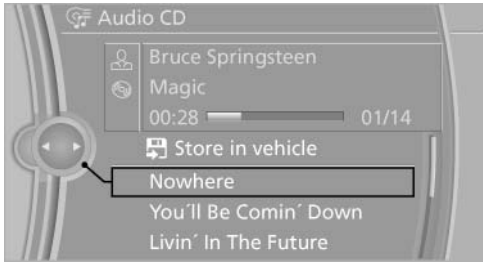 Audio CD
Bruce Springsteen
Magic
00:28 01/14
Store in vehicle
Nowhere
You´ll Be Comin´ Down
Livin´ In The Future